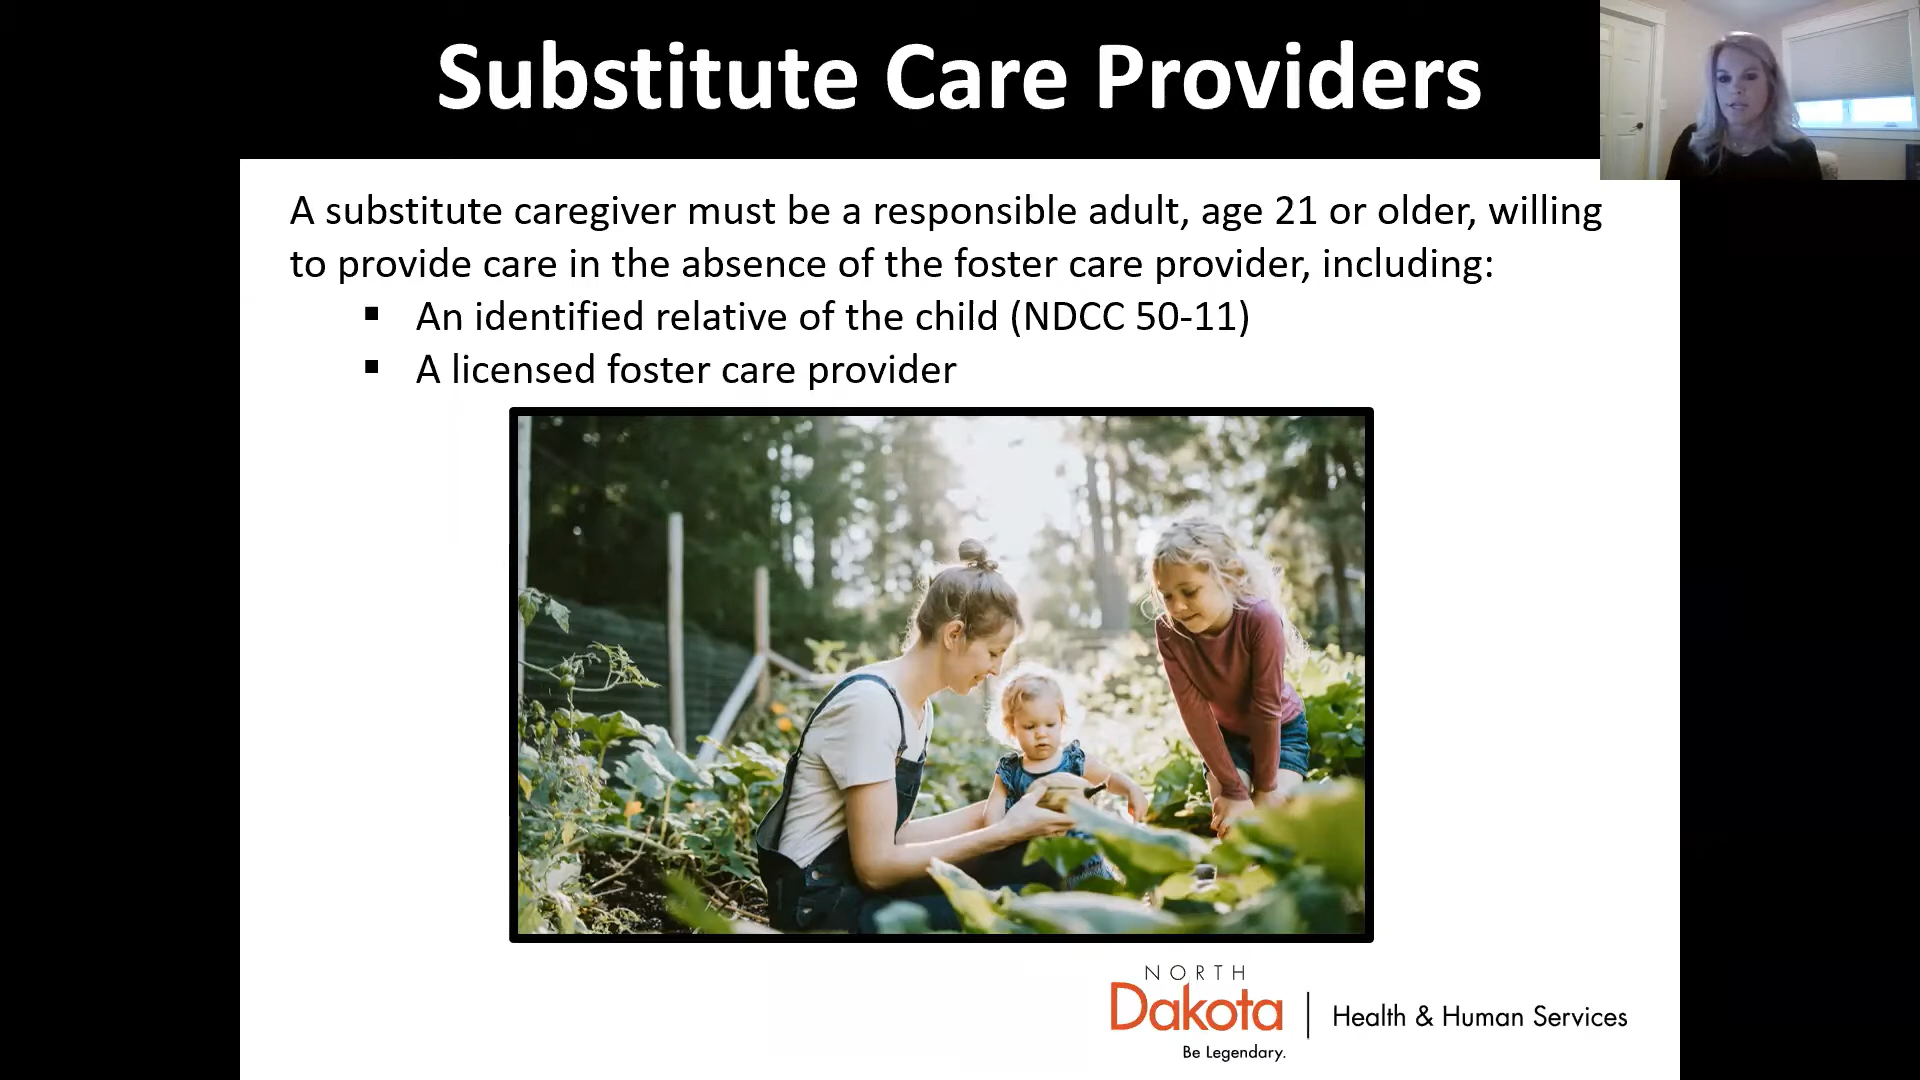 Substitute Care Providers
A substitute caregiver must be a responsible adult, age 21 or older, willing
to provide care in the absence of the foster care provider, including:
▪ An identified relative of the child (NDCC 50-11)
▪ A licensed foster care provider
NORTH
Dakota | Health & Human Services
Be Legendary.